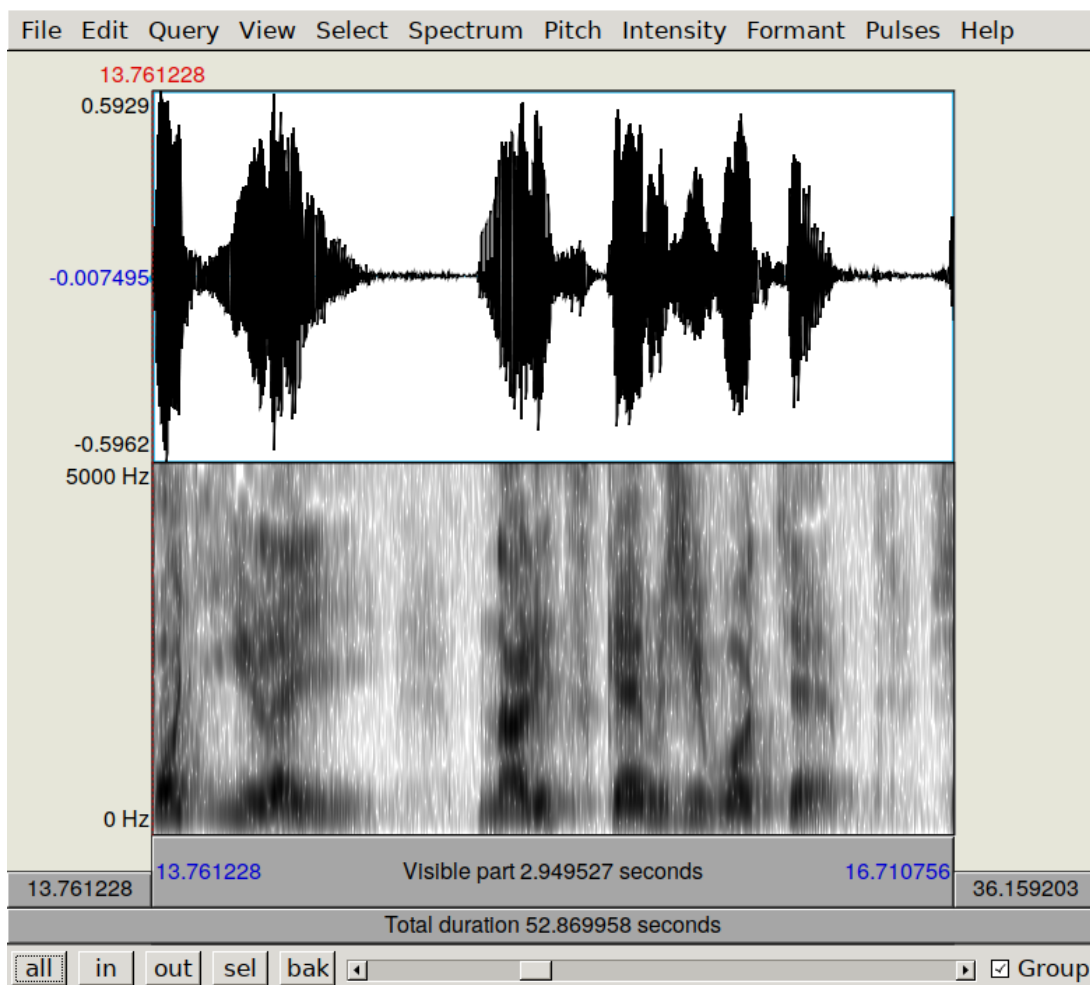 File Edit Query View Select Spectrum Pitch Intensity Formant Pulses Help
13.761228
0.5929
-0.007495
-0.5962
5000 Hz
0 Hz
13.761228 Visible part 2.949527 seconds 16.710756
13.761228 36.159203
Total duration 52.869958 seconds
all in out sel bak Group